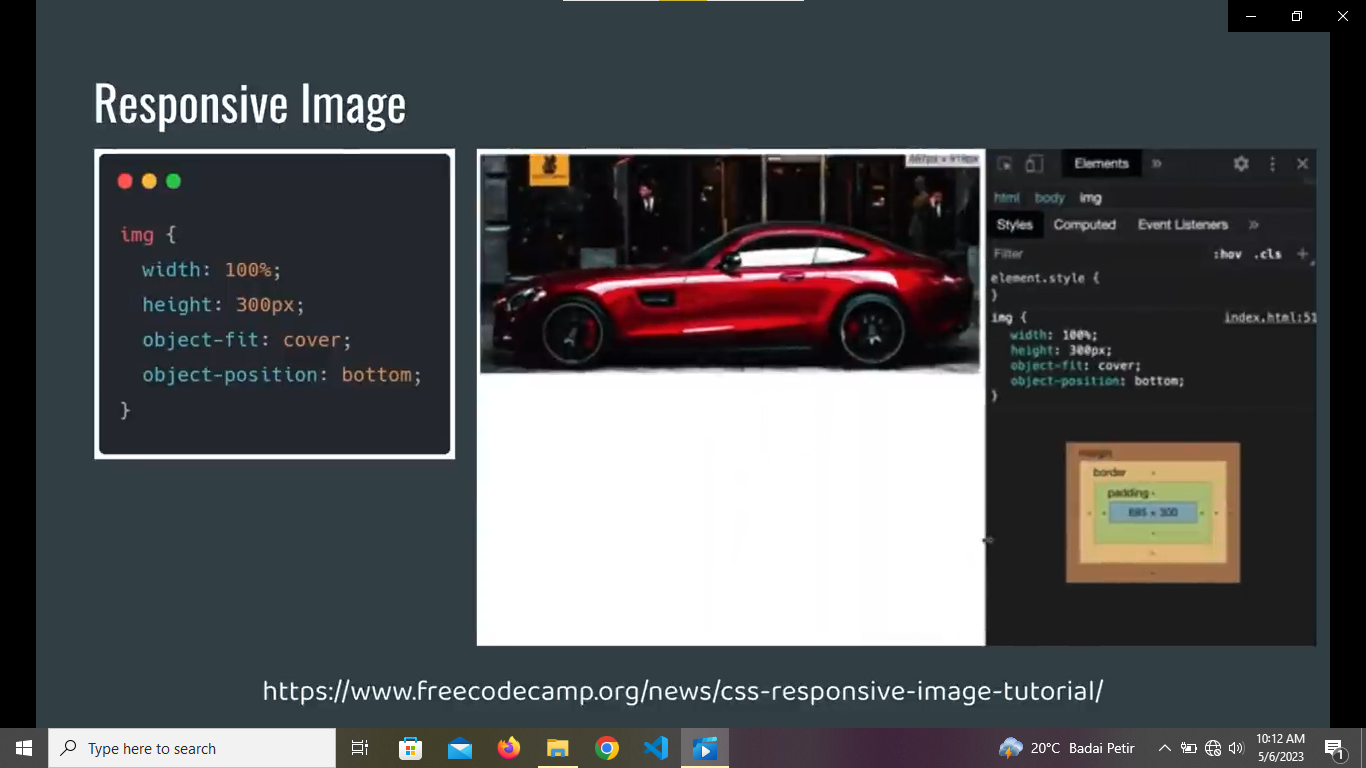 Responsive Image
img {
width: 100%;
height: 300px;
object-fit: cover;
object-position: bottom;
}
Elements »
html body img
Styles Computed Event Listeners »
Filter :hov .cls +
element.style {
}
img { index.html:51
width: 100%;
height: 300px;
object-fit: cover;
object-position: bottom;
}
margin
border -
padding -
685 × 300
https://www.freecodecamp.org/news/css-responsive-image-tutorial/
Type here to search
20°C Badai Petir
10:12 AM
5/6/2023
1